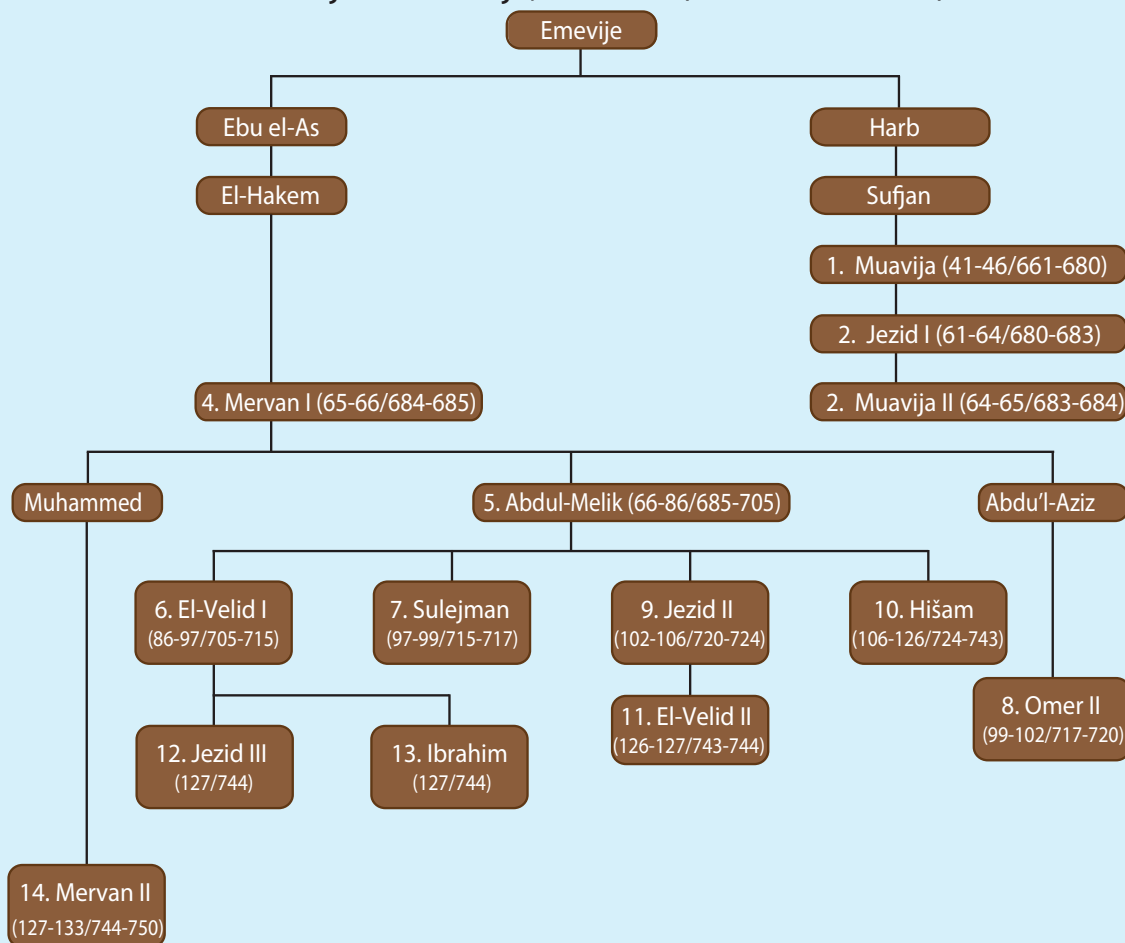 Emevije
Ebu el-As
Harb
El-Hakem
Sufjan
1. Muavija (41-46/661-680)
2. Jezid I (61-64/680-683)
4. Mervan I (65-66/684-685)
2. Muavija II (64-65/683-684)
Muhammed
5. Abdul-Melik (66-86/685-705)
Abdu'l-Aziz
6. El-Velid I
(86-97/705-715)
7. Sulejman
(97-99/715-717)
9. Jezid II
(102-106/720-724)
10. Hišam
(106-126/724-743)
8. Omer II
(99-102/717-720)
11. El-Velid II
(126-127/743-744)
12. Jezid III
(127/744)
13. Ibrahim
(127/744)
14. Mervan II
(127-133/744-750)